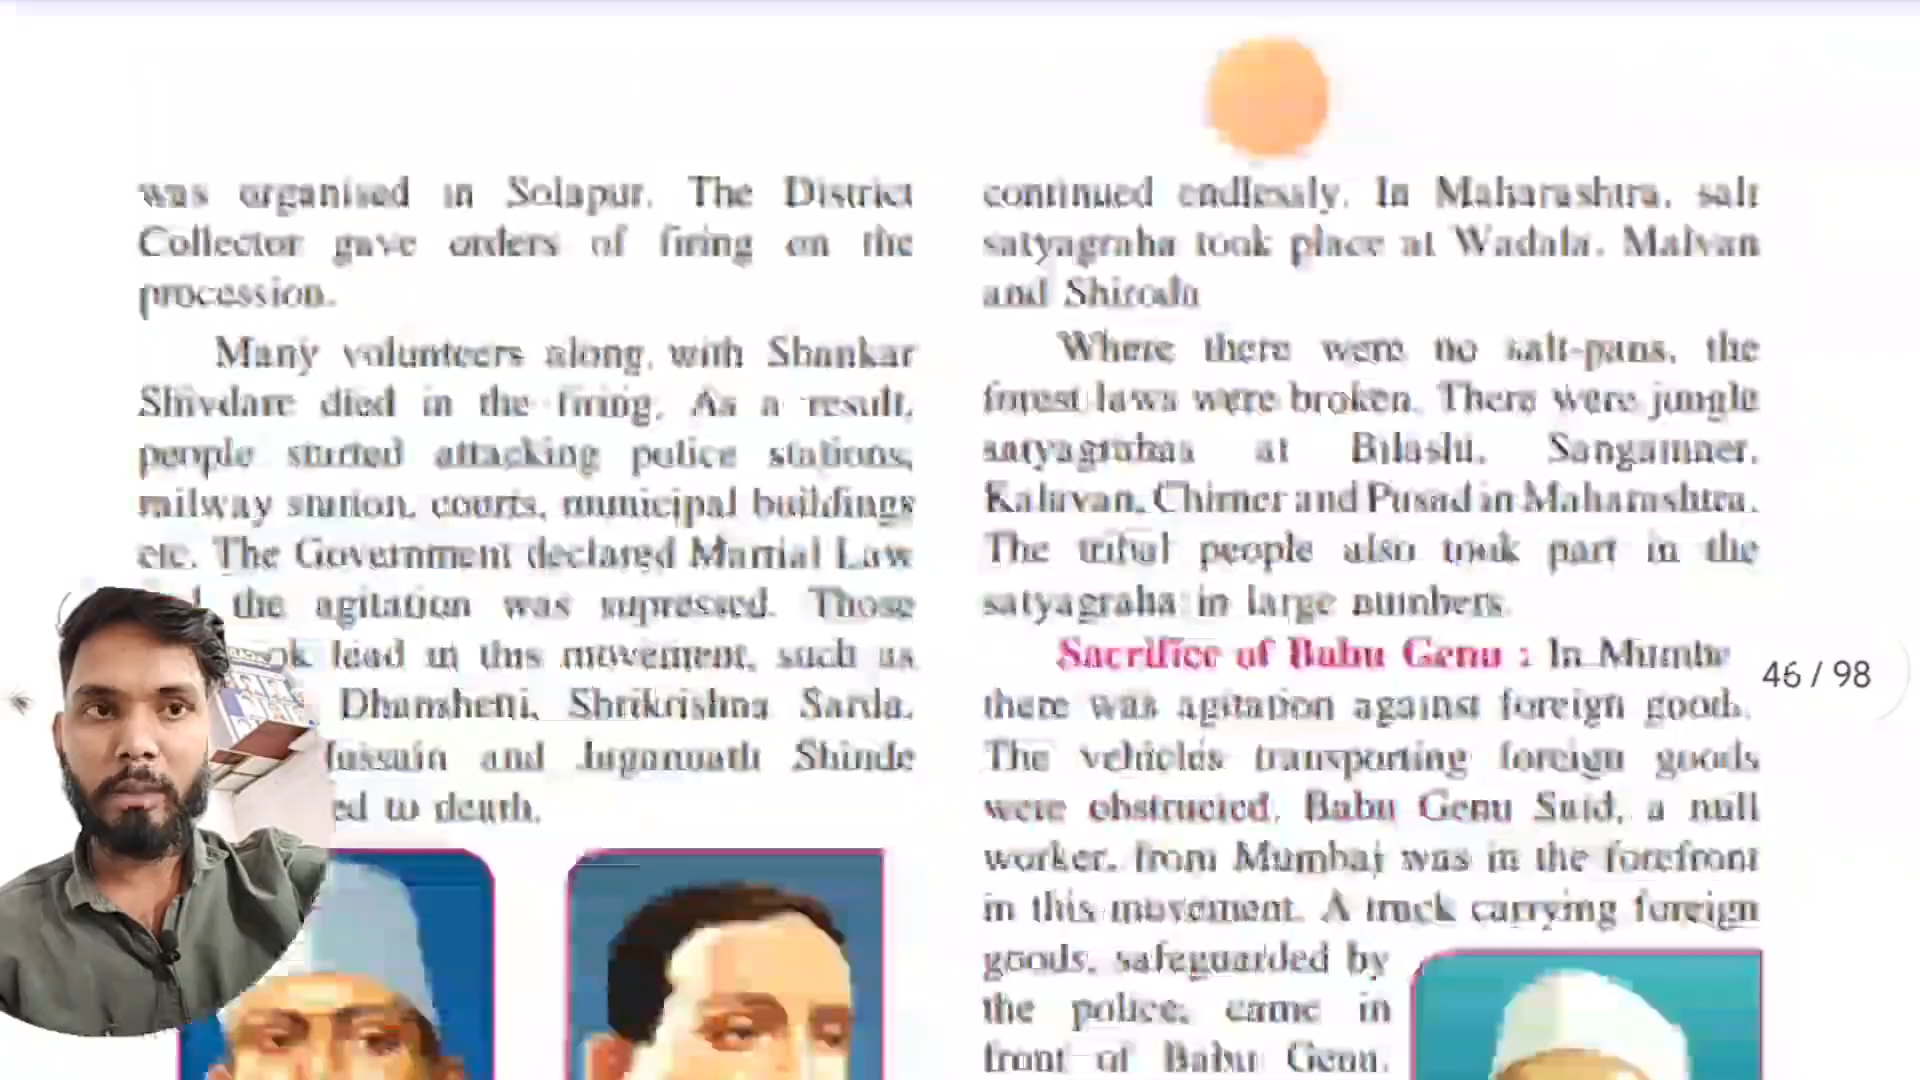 was organised in Solapur. The District
Collector gave orders of firing on the
procession.
Many volunteers along with Shankar
Shivdare died in the firing. As a result,
people started attacking police stations,
railway station, courts, municipal buildings
etc. The Government declared Martial Law
the agitation was supressed. Those
ok lead in this movement, such as
Dhanshetti, Shrikrishna Sarda,
Hussain and Jagannath Shinde
ed to death.
continued endlessly. In Maharashtra, salt
satyagraha took place at Wadala, Malvan
and Shiroda
Where there were no salt-pans, the
forest laws were broken. There were jungle
satyagrahas at Bilashi, Sangamner,
Kalavan, Chirner and Pusad in Maharashtra.
The tribal people also took part in the
satyagraha in large numbers.
Sacrifice of Babu Genu : In Mumb
there was agitation against foreign goods.
The vehicles transporting foreign goods
were obstructed. Babu Genu Said, a mill
worker, from Mumbai was in the forefront
in this movement. A truck carrying foreign
goods, safeguarded by
the police, came in
front of Babu Genu.
46 / 98